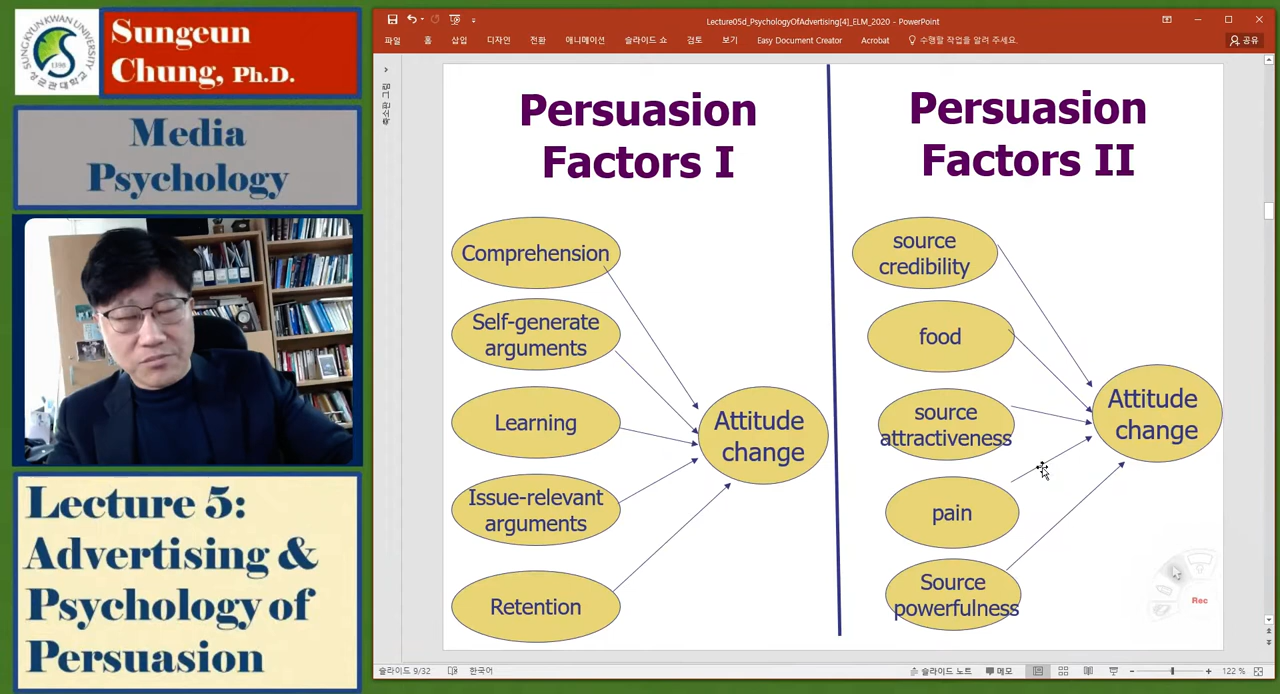 Sungeun
Chung, Ph.D.
Media
Psychology
Lecture 5:
Advertising &
Psychology of
Persuasion
Lecture05d_PsychologyOfAdvertising[4]_ELM_2020 - PowerPoint
파일 홈 삽입 디자인 전환 애니메이션 슬라이드 쇼 검토 보기 Easy Document Creator Acrobat 수행할 작업을 알려 주세요. 공유
축소판 그림
Persuasion
Factors I
Comprehension
Self-generate
arguments
Learning
Issue-relevant
arguments
Retention
Attitude
change
Persuasion
Factors II
source
credibility
food
source
attractiveness
pain
Source
powerfulness
Attitude
change
Rec
슬라이드 9/32 한국어 슬라이드 노트 메모 122 %